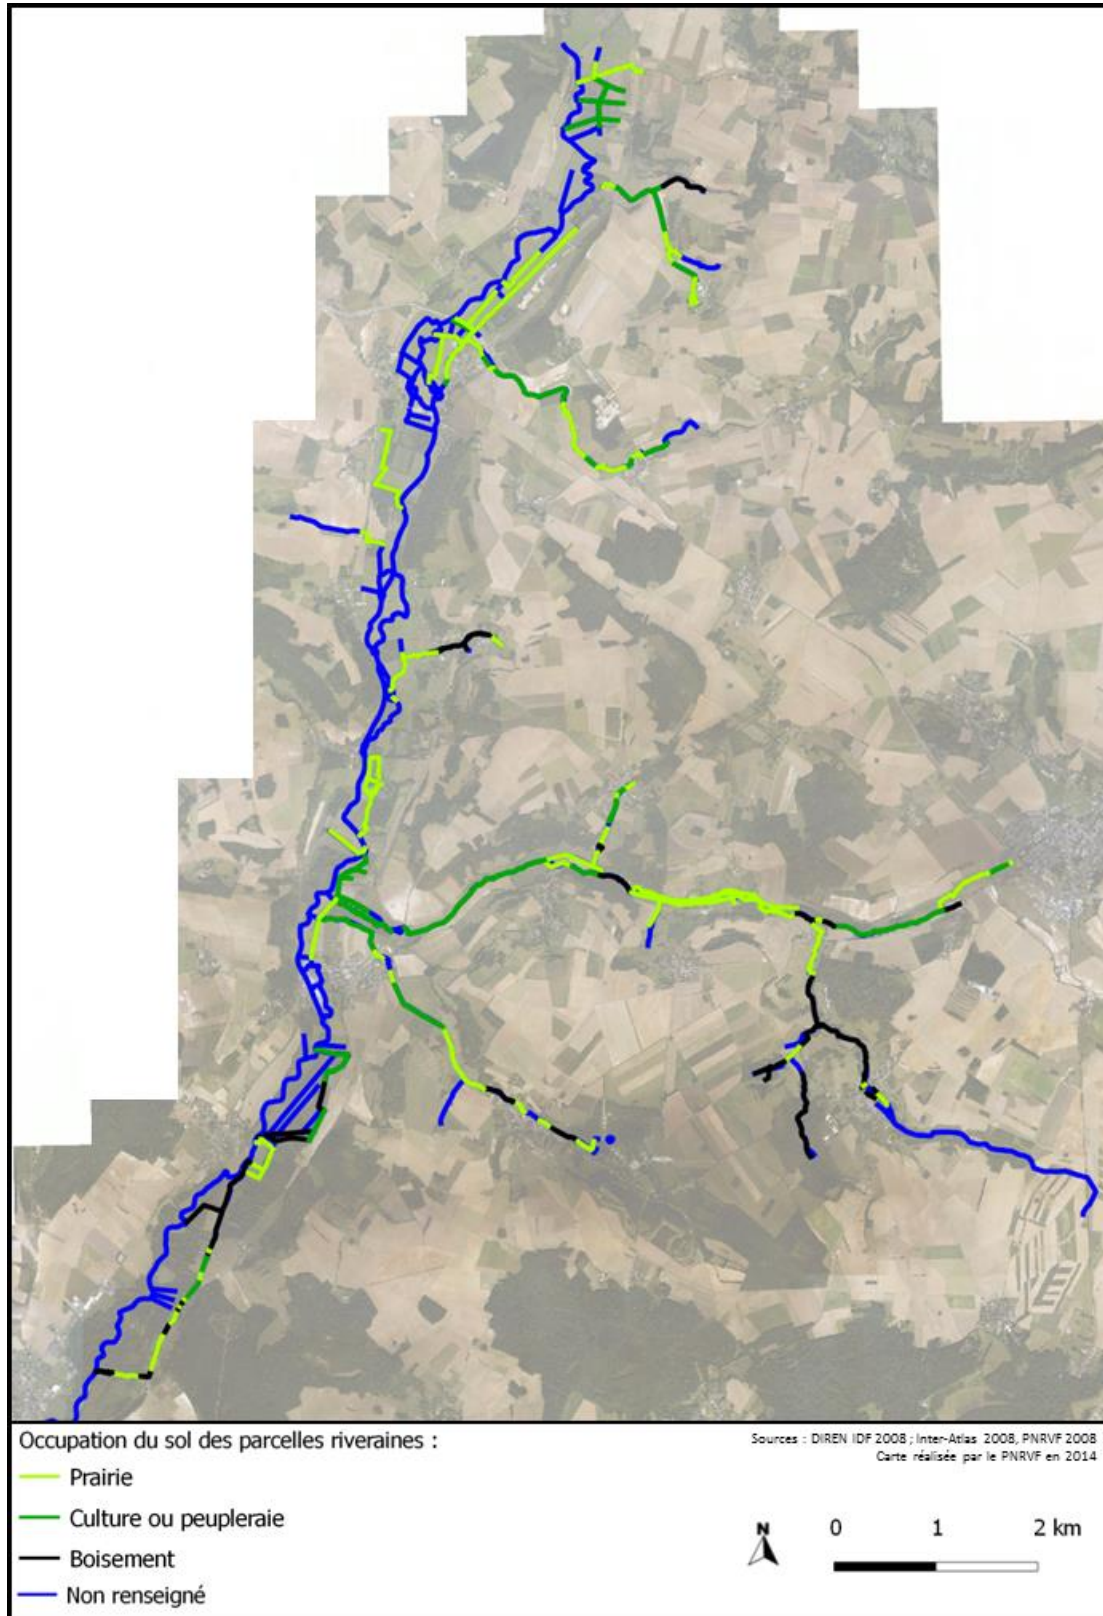 Occupation du sol des parcelles riveraines :
Sources : DIREN IDF 2008 ; Inter-Atlas 2008, PNRVF 2008
Carte réalisée par le PNRVF en 2014
Prairie
Culture ou peupleraie
Boisement
Non renseigné
N
0 1 2 km